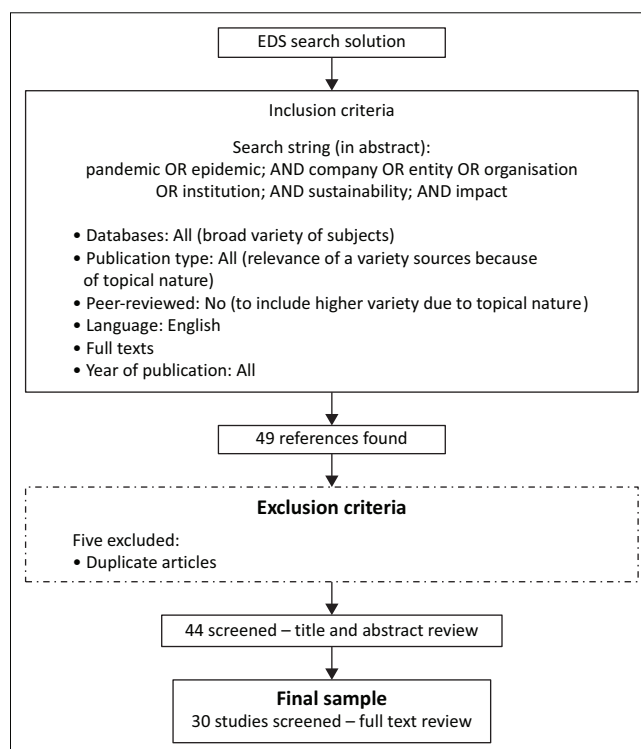 EDS search solution
Inclusion criteria
Search string (in abstract):
pandemic OR epidemic; AND company OR entity OR organisation
OR institution; AND sustainability; AND impact
• Databases: All (broad variety of subjects)
• Publication type: All (relevance of a variety sources because
of topical nature)
• Peer-reviewed: No (to include higher variety due to topical nature)
• Language: English
• Full texts
• Year of publication: All
49 references found
Exclusion criteria
Five excluded:
• Duplicate articles
44 screened – title and abstract review
Final sample
30 studies screened – full text review